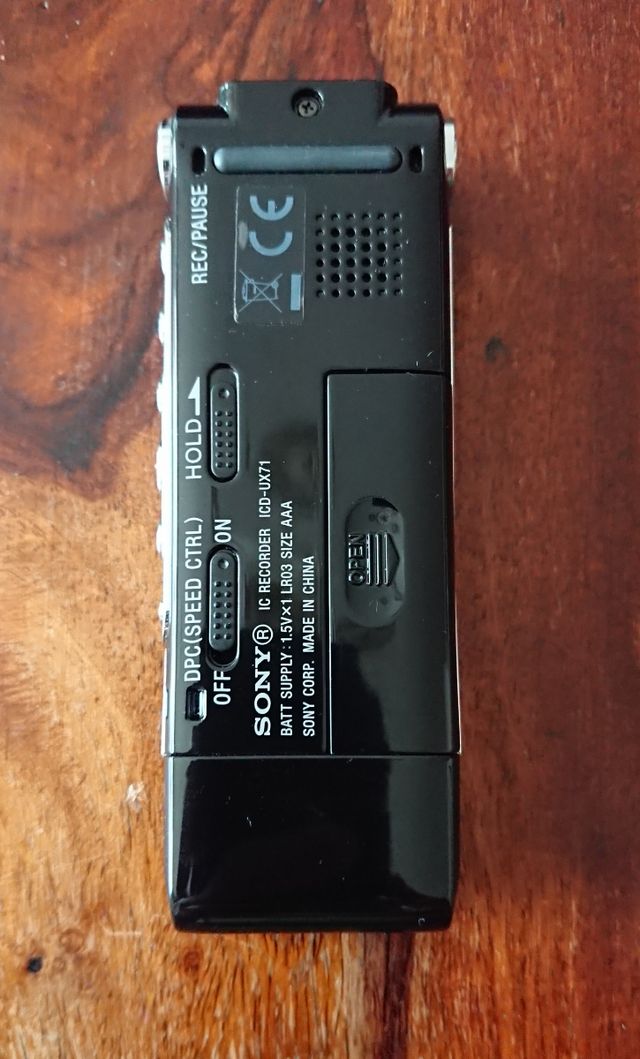 REC/PAUSE
CE
HOLD
DPC(SPEED CTRL)
OFF
ON
SONY® IC RECORDER ICD-UX71
BATT SUPPLY:1.5V×1 LR03 SIZE AAA
SONY CORP. MADE IN CHINA
OPEN